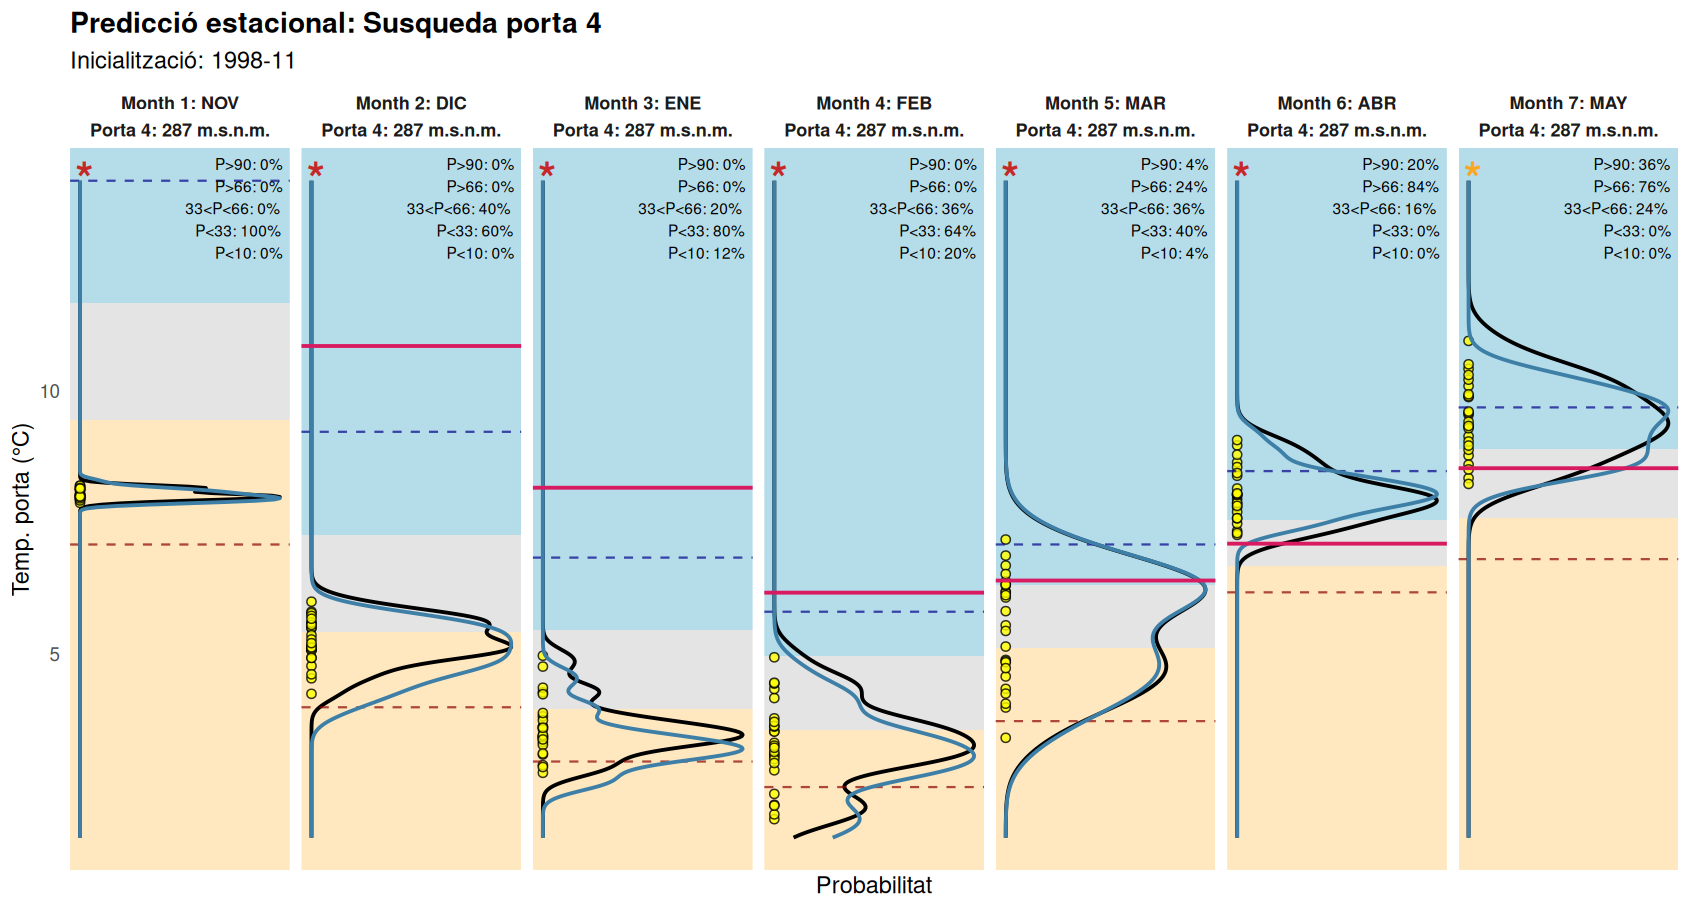 Predicció estacional: Susqueda porta 4
Inicialització: 1998-11
Month 1: NOV
Porta 4: 287 m.s.n.m.
Month 2: DIC
Porta 4: 287 m.s.n.m.
Month 3: ENE
Porta 4: 287 m.s.n.m.
Month 4: FEB
Porta 4: 287 m.s.n.m.
Month 5: MAR
Porta 4: 287 m.s.n.m.
Month 6: ABR
Porta 4: 287 m.s.n.m.
Month 7: MAY
Porta 4: 287 m.s.n.m.
*
P>90: 0%
P>66: 0%
33<P<66: 0%
P<33: 100%
P<10: 0%
*
P>90: 0%
P>66: 0%
33<P<66: 40%
P<33: 60%
P<10: 0%
*
P>90: 0%
P>66: 0%
33<P<66: 20%
P<33: 80%
P<10: 12%
*
P>90: 0%
P>66: 0%
33<P<66: 36%
P<33: 64%
P<10: 20%
*
P>90: 4%
P>66: 24%
33<P<66: 36%
P<33: 40%
P<10: 4%
*
P>90: 20%
P>66: 84%
33<P<66: 16%
P<33: 0%
P<10: 0%
*
P>90: 36%
P>66: 76%
33<P<66: 24%
P<33: 0%
P<10: 0%
10
5
Temp. porta (°C)
Probabilitat